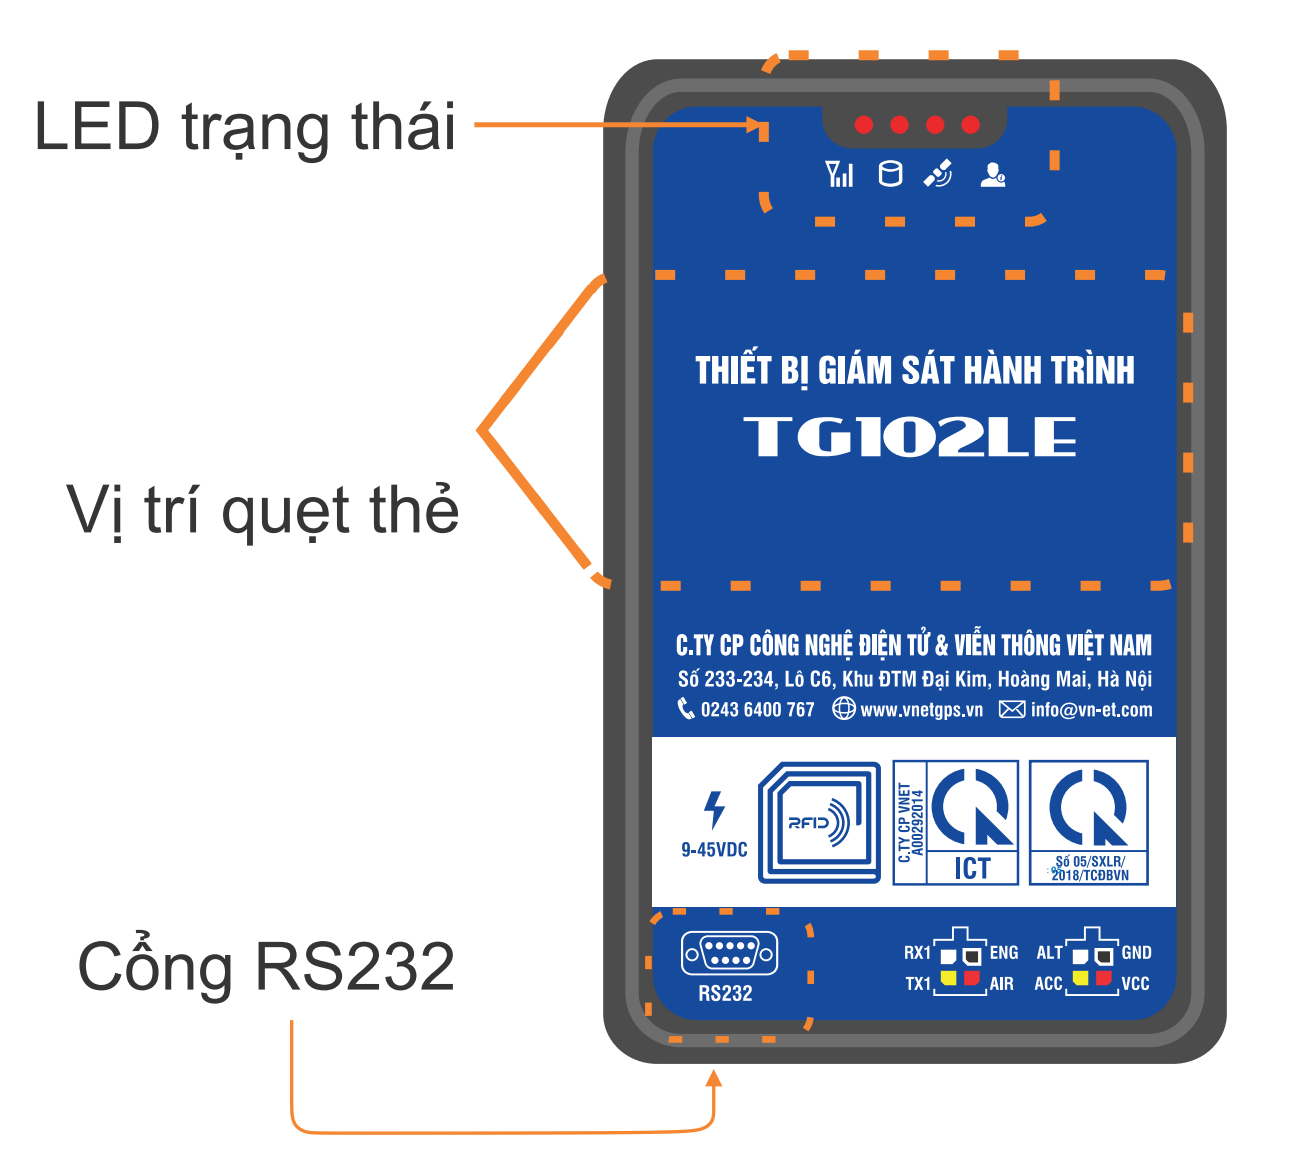 LED trạng thái
THIẾT BỊ GIÁM SÁT HÀNH TRÌNH
TG102LE
Vị trí quẹt thẻ
C.TY CP CÔNG NGHỆ ĐIỆN TỬ & VIỄN THÔNG VIỆT NAM
Số 233-234, Lô C6, Khu ĐTM Đại Kim, Hoàng Mai, Hà Nội
0243 6400 767 www.vnetgps.vn info@vn-et.com
9-45VDC
RFID
C.TY CP VNET
A00292014
ICT
Số 05/SXLR/
2018/TCĐBVN
Cổng RS232
RS232
RX1 ENG
TX1 AIR
ALT GND
ACC VCC